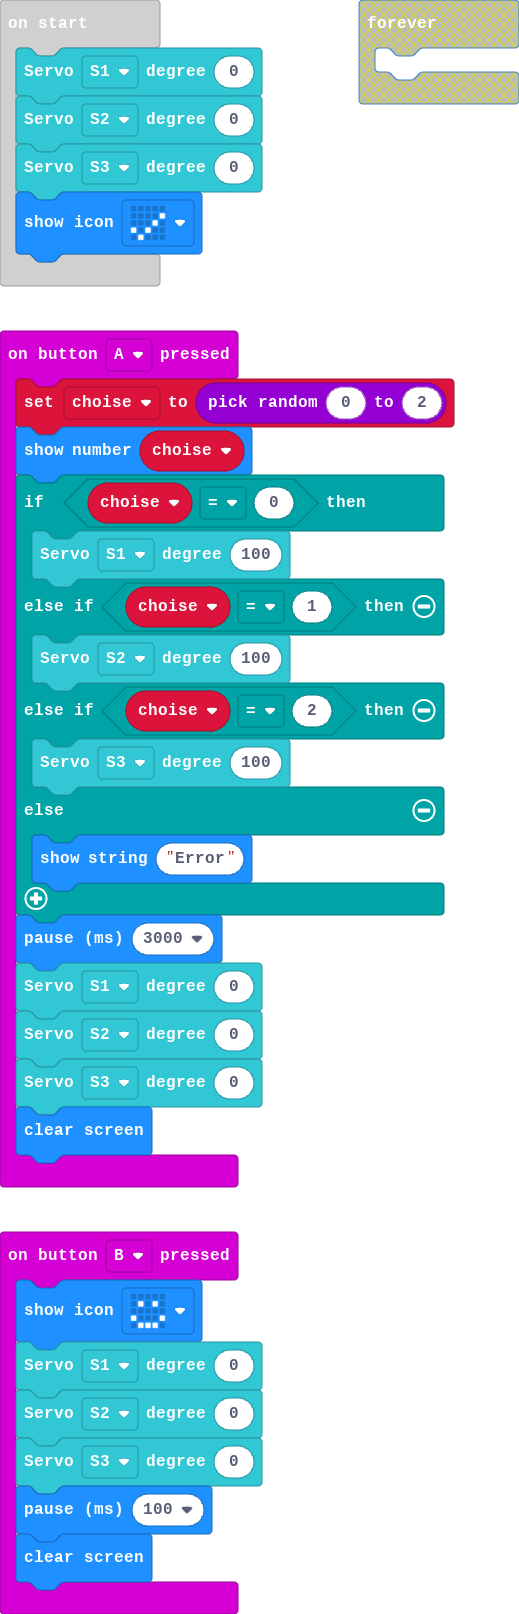 on start
forever
Servo S1 degree 0
Servo S2 degree 0
Servo S3 degree 0
show icon
on button A pressed
set choise to pick random 0 to 2
show number choise
if choise = 0 then
Servo S1 degree 100
else if choise = 1 then
Servo S2 degree 100
else if choise = 2 then
Servo S3 degree 100
else
show string "Error"
pause (ms) 3000
Servo S1 degree 0
Servo S2 degree 0
Servo S3 degree 0
clear screen
on button B pressed
show icon
Servo S1 degree 0
Servo S2 degree 0
Servo S3 degree 0
pause (ms) 100
clear screen